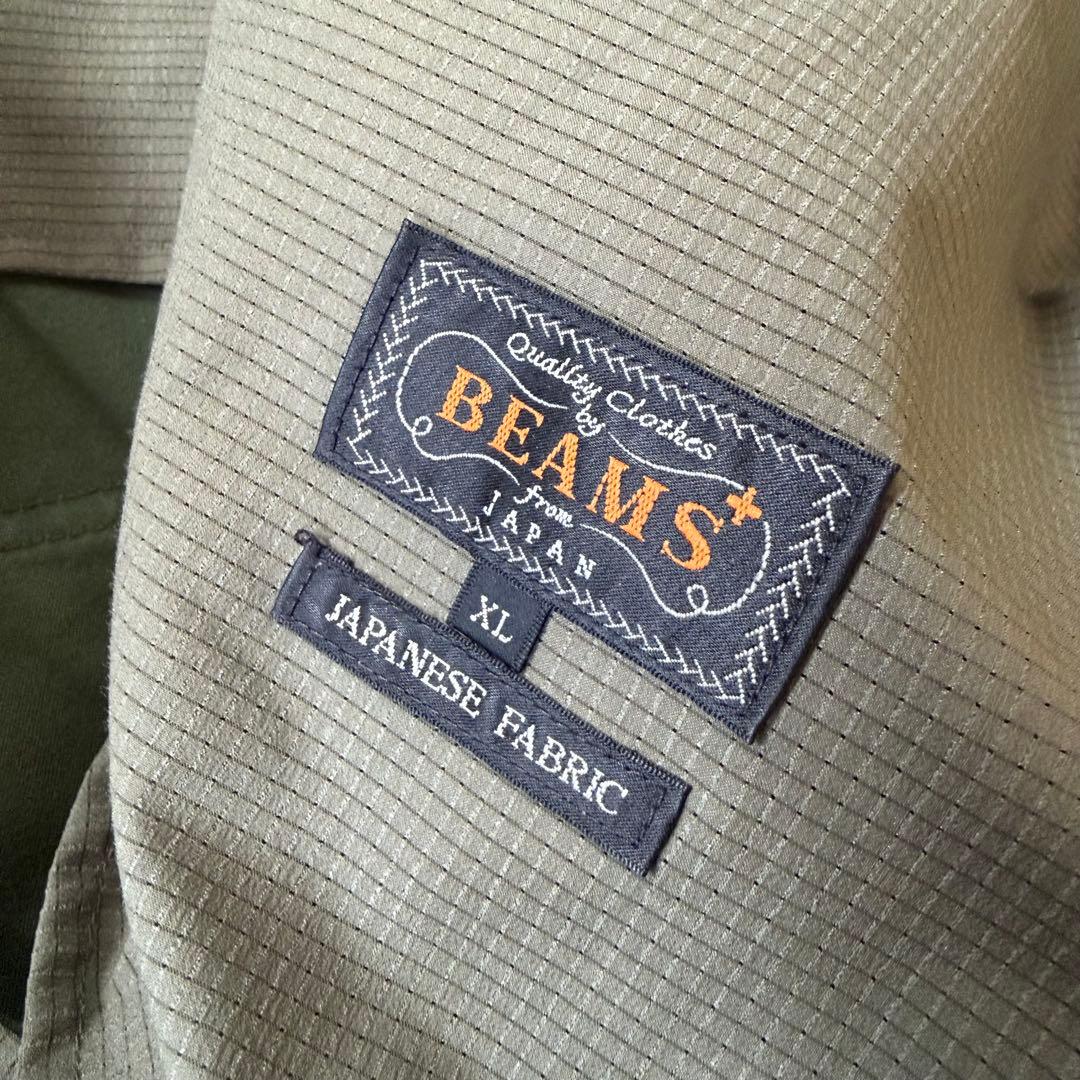 Quality Clothes
by
BEAMS+
from
JAPAN
XL
JAPANESE FABRIC